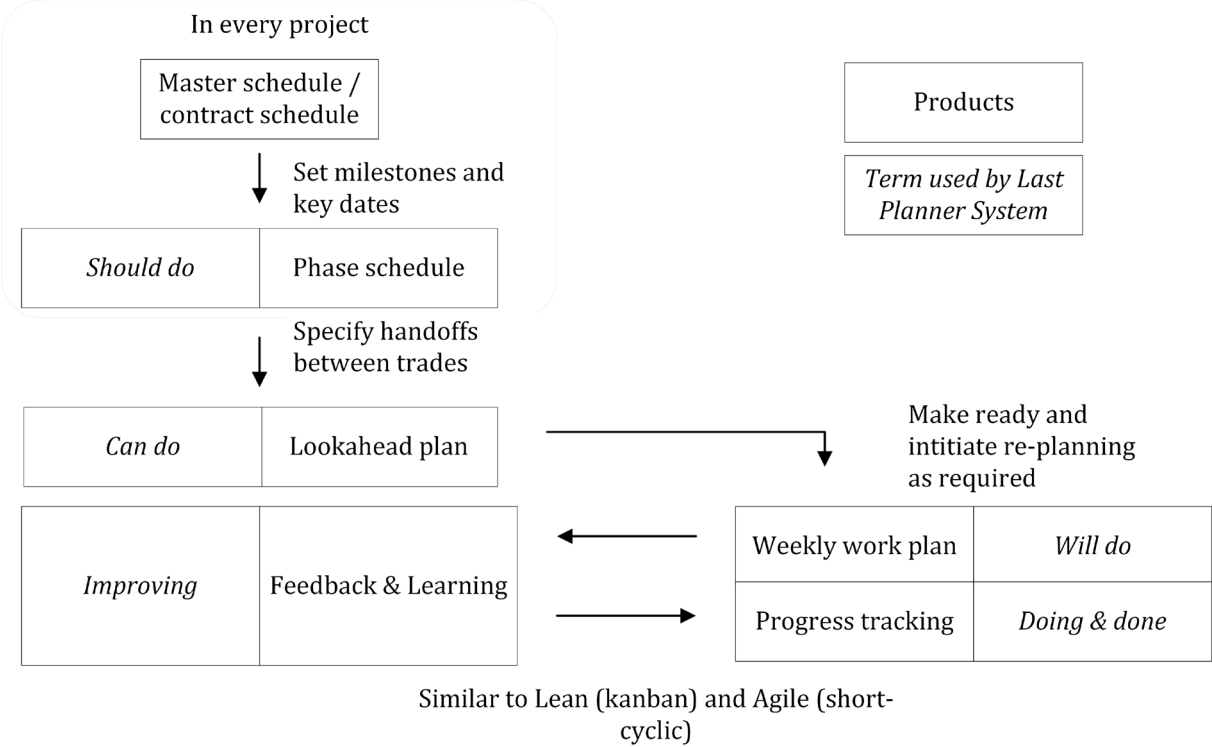 In every project
Master schedule /
contract schedule
Products
Term used by Last
Planner System
Set milestones and
key dates
Should do
Phase schedule
Specify handoffs
between trades
Can do
Lookahead plan
Make ready and
intitiate re-planning
as required
Improving
Feedback & Learning
Weekly work plan
Will do
Progress tracking
Doing & done
Similar to Lean (kanban) and Agile (short-
cyclic)